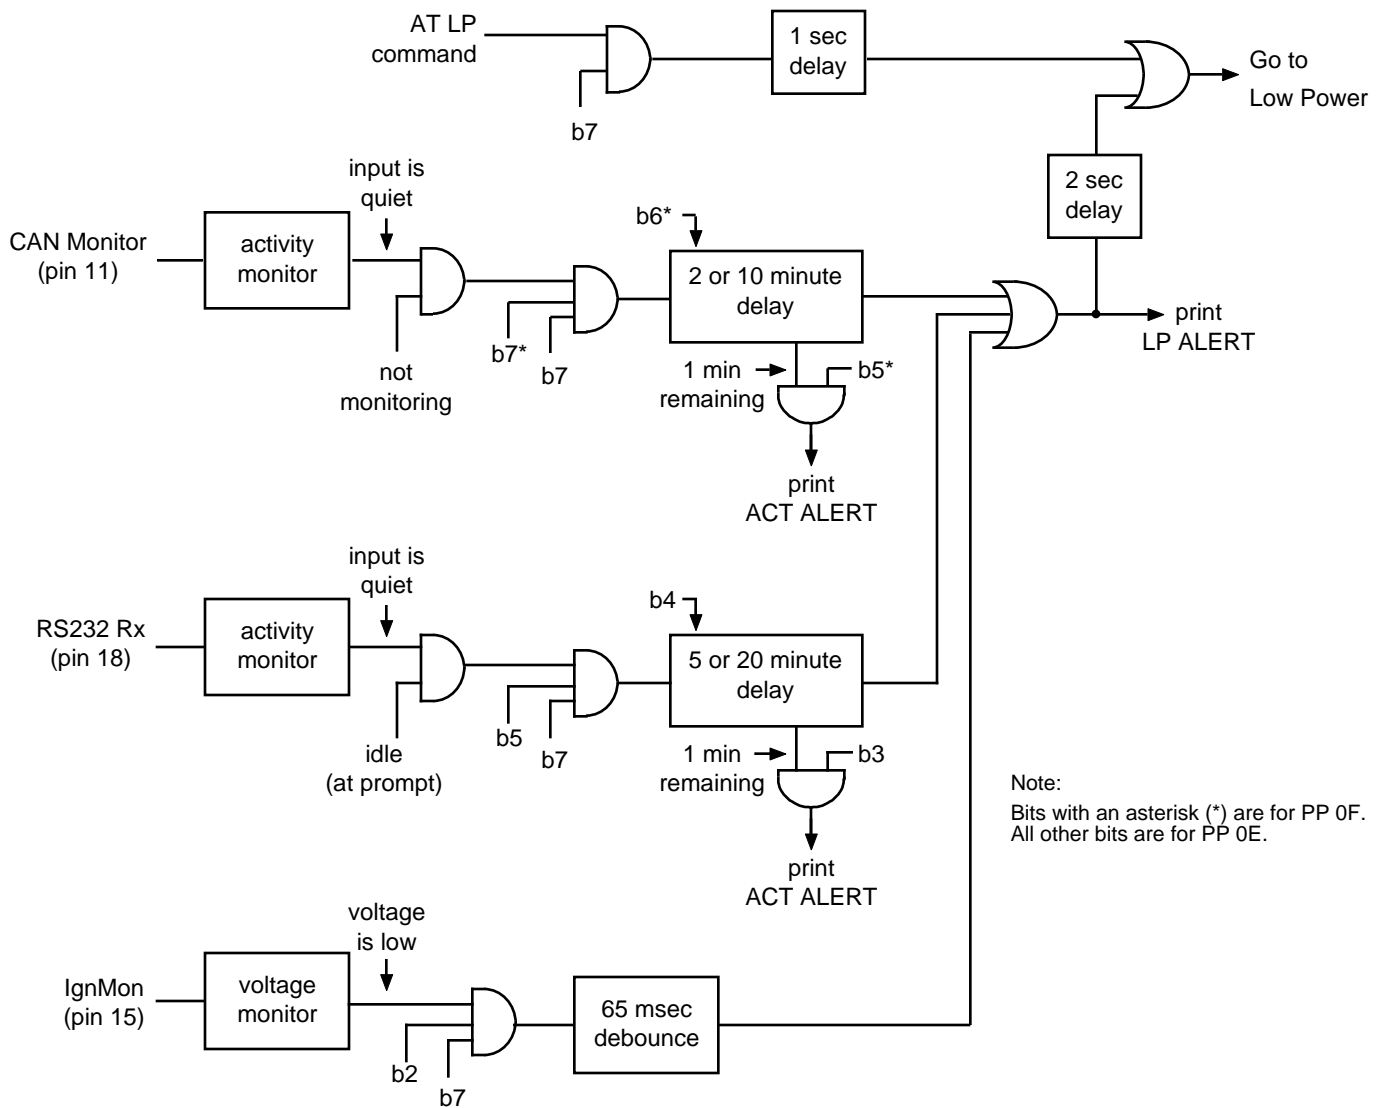 AT LP
command
b7
1 sec
delay
Go to
Low Power
2 sec
delay
input is
quiet
CAN Monitor
(pin 11)
activity
monitor
not
monitoring
b7*
b7
b6*
2 or 10 minute
delay
1 min
remaining
b5*
print
ACT ALERT
print
LP ALERT
input is
quiet
RS232 Rx
(pin 18)
activity
monitor
idle
(at prompt)
b5
b7
b4
5 or 20 minute
delay
1 min
remaining
b3
print
ACT ALERT
Note:
Bits with an asterisk (*) are for PP 0F.
All other bits are for PP 0E.
voltage
is low
IgnMon
(pin 15)
voltage
monitor
b2
b7
65 msec
debounce